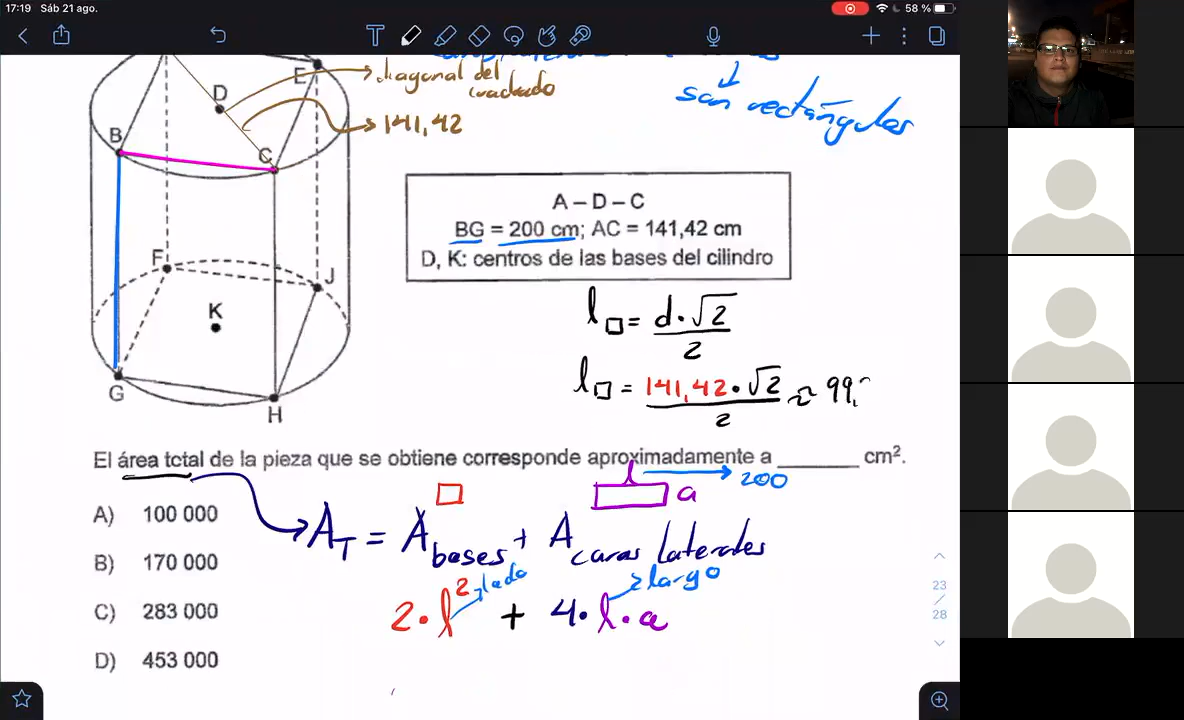 17:19 Sáb 21 ago.
58 %
E
diagonal del
cuadrado
D
141,42
son rectángulos
B
C
A – D – C
BG = 200 cm; AC = 141,42 cm
D, K: centros de las bases del cilindro
F
J
K
l□ = d·√2
2
l□ = 141,42·√2 ≈ 99,
2
G
H
El área total de la pieza que se obtiene corresponde aproximadamente a ________ cm².
l
200
a
A) 100 000
A_T = A bases + A caras laterales
B) 170 000
lado
largo
23
/
28
C) 283 000
2·l² + 4·l·a
D) 453 000